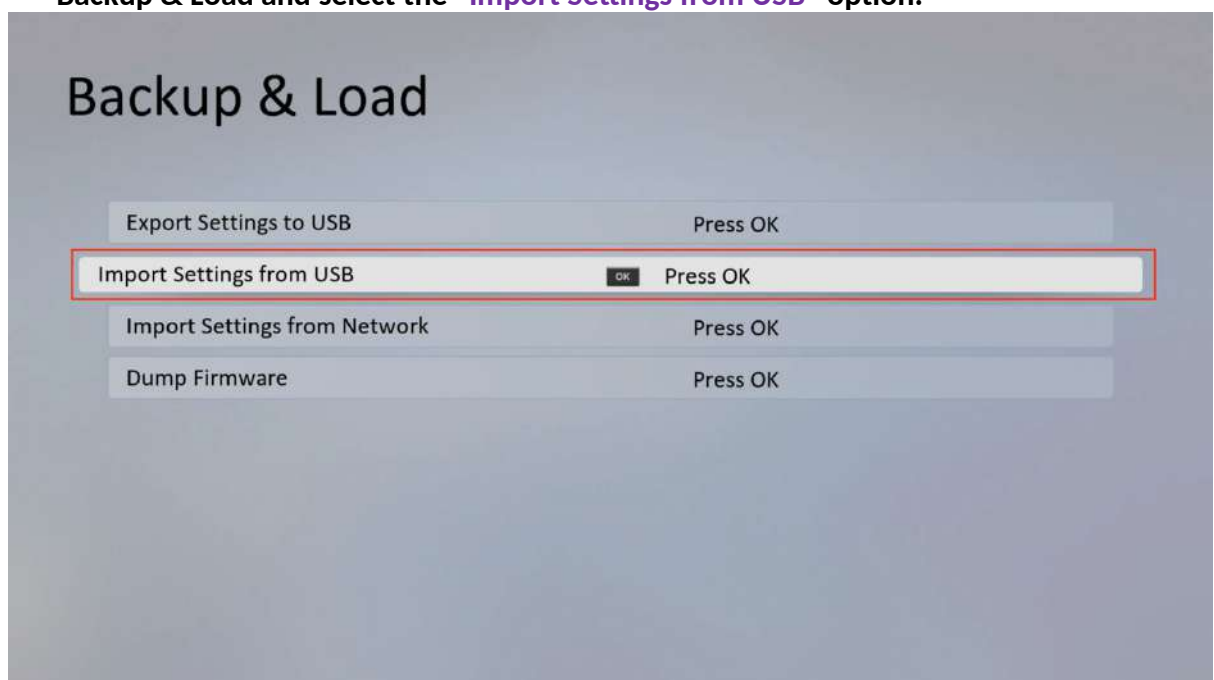 Backup & Load and select the "Import Settings from USB" option.
Backup & Load
Export Settings to USB Press OK
Import Settings from USB OK Press OK
Import Settings from Network Press OK
Dump Firmware Press OK